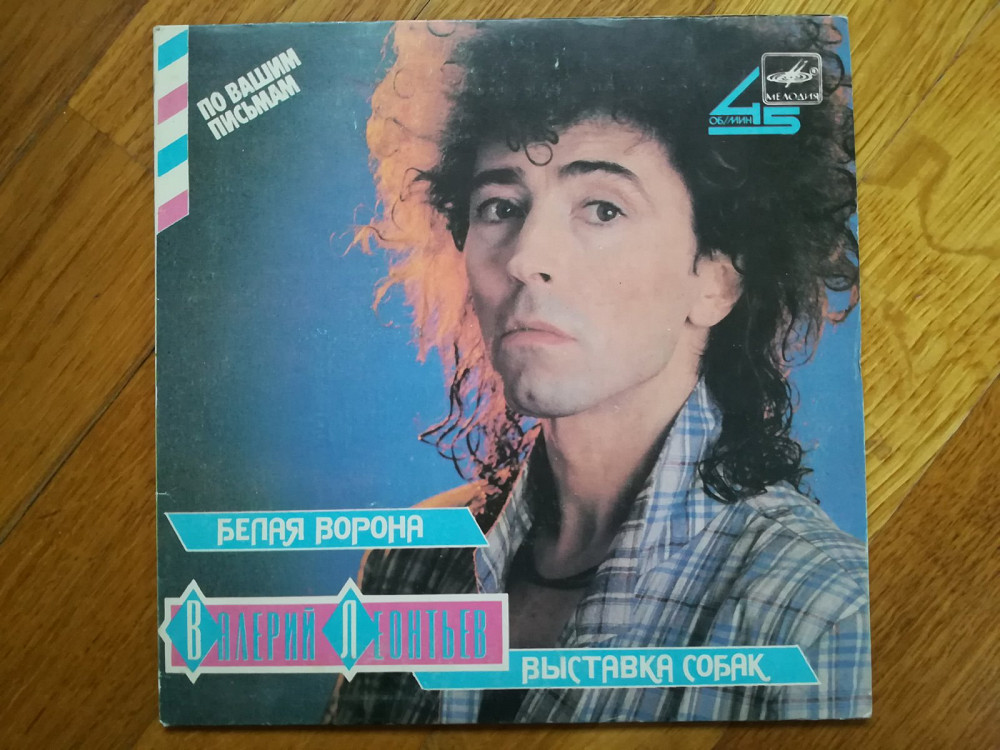 ПО ВАШИМ
ПИСЬМАМ
45
ОБ/МИН
МЕЛОДИЯ
БЕЛАЯ ВОРОНА
ВАЛЕРИЙ ЛЕОНТЬЕВ
ВЫСТАВКА СОБАК